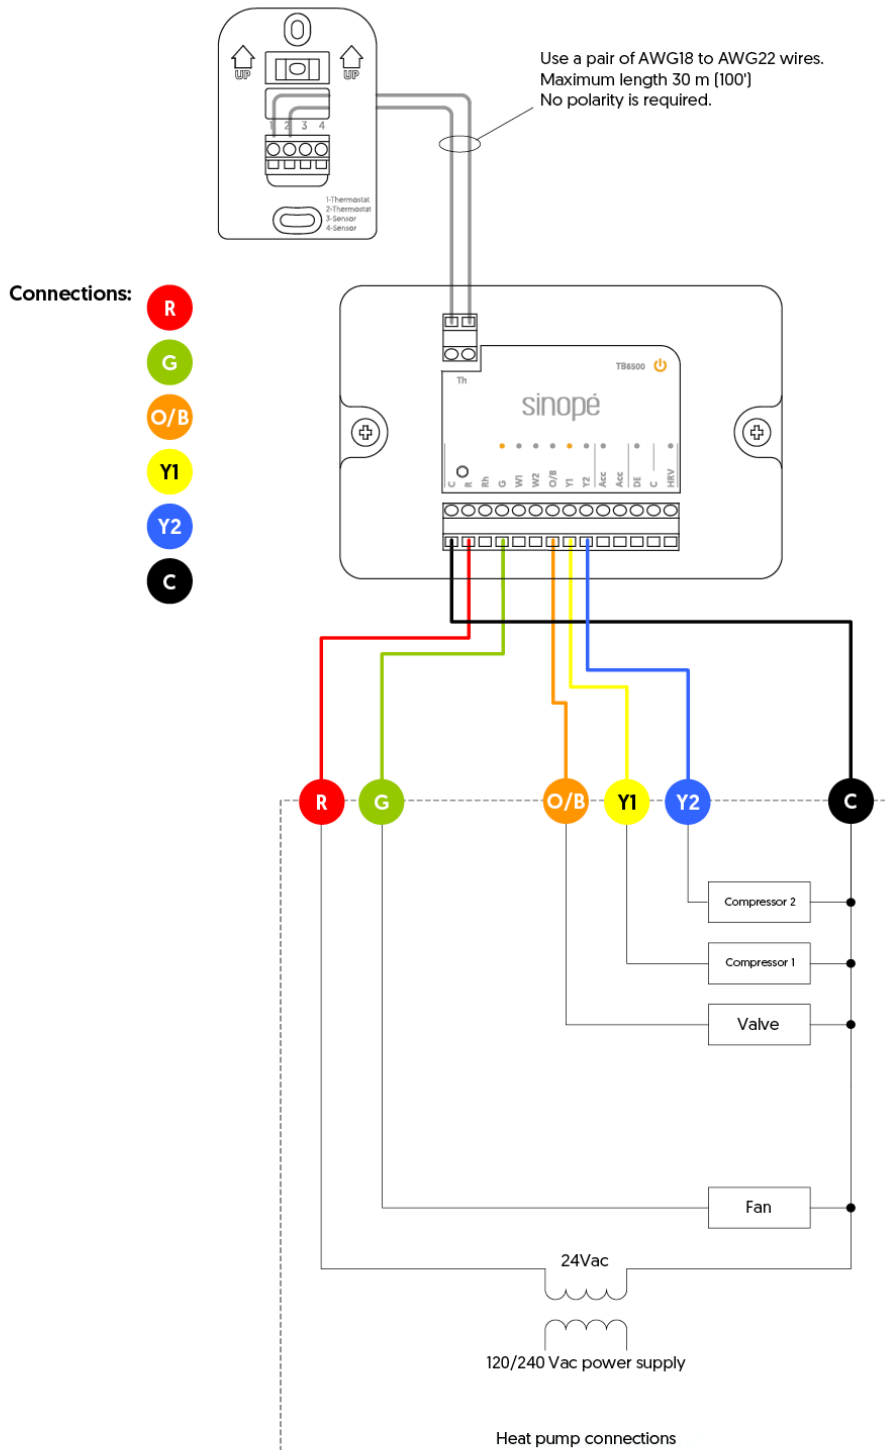 UP
UP
Use a pair of AWG18 to AWG22 wires.
Maximum length 30 m (100')
No polarity is required.
1 2 3 4
1-Thermostat
2-Thermostat
3-Sensor
4-Sensor
Connections:
R
G
O/B
Y1
Y2
C
Th
TB6500
sinopé
C R Rh G W1 W2 O/B Y1 Y2 Acc Acc DE C HRV
R G O/B Y1 Y2 C
Compressor 2
Compressor 1
Valve
Fan
24Vac
120/240 Vac power supply
Heat pump connections